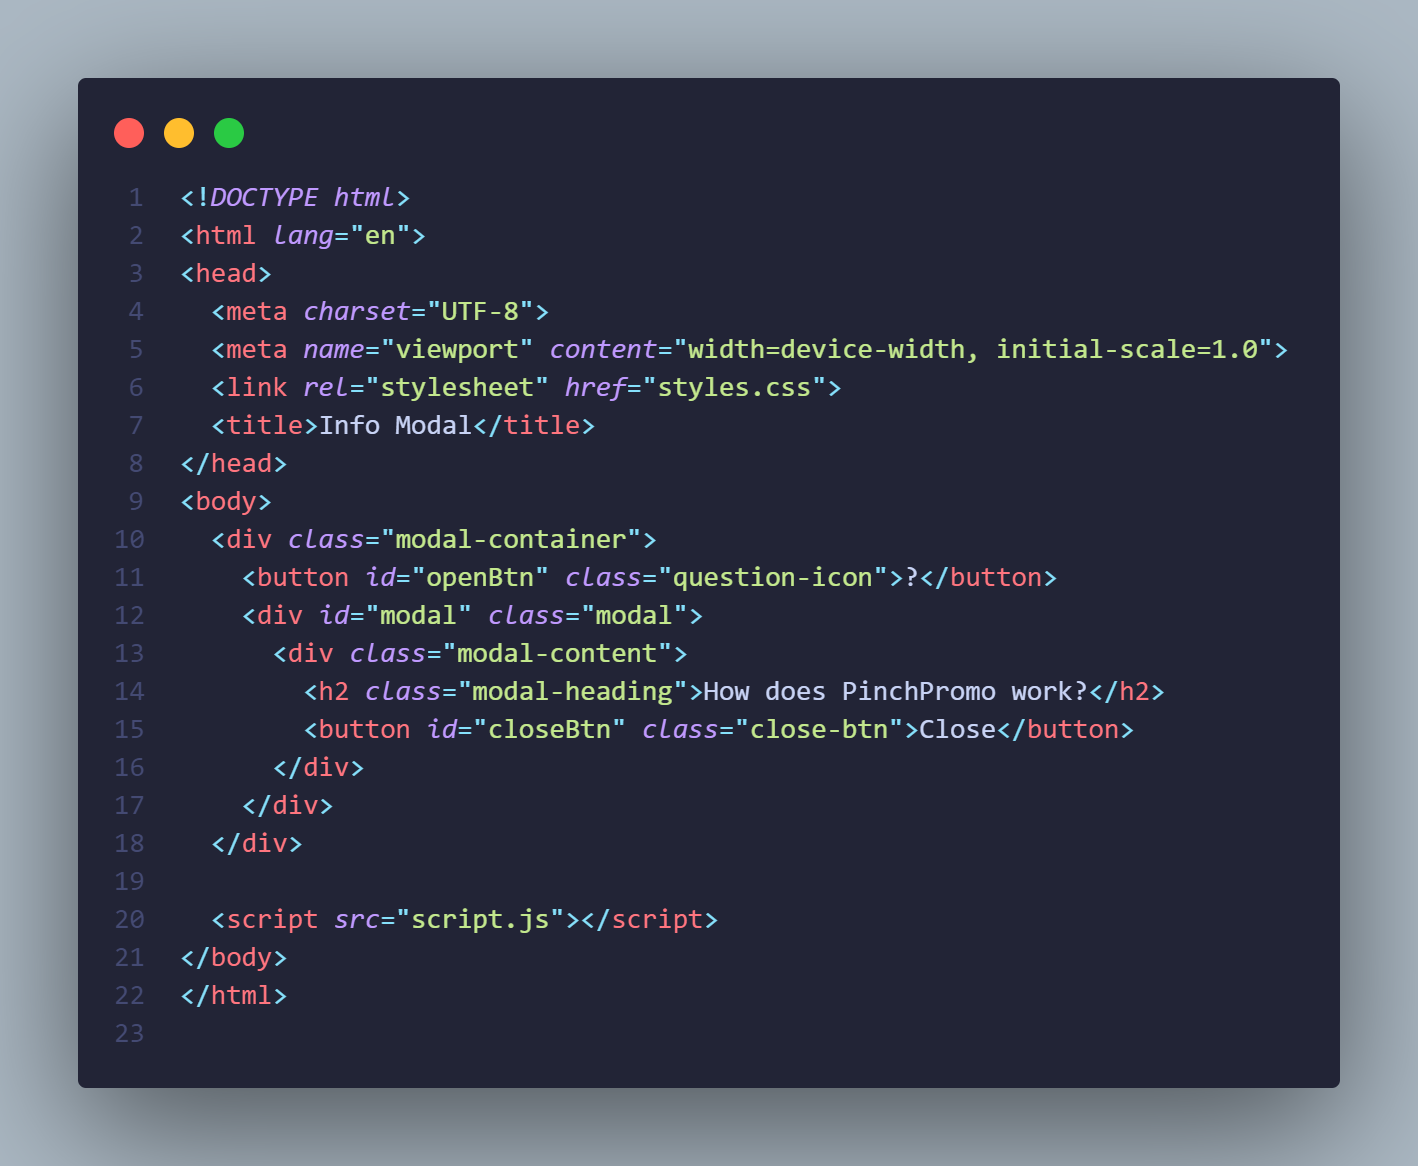 1 <!DOCTYPE html>
2 <html lang="en">
3 <head>
4   <meta charset="UTF-8">
5   <meta name="viewport" content="width=device-width, initial-scale=1.0">
6   <link rel="stylesheet" href="styles.css">
7   <title>Info Modal</title>
8 </head>
9 <body>
10   <div class="modal-container">
11     <button id="openBtn" class="question-icon">?</button>
12     <div id="modal" class="modal">
13       <div class="modal-content">
14         <h2 class="modal-heading">How does PinchPromo work?</h2>
15         <button id="closeBtn" class="close-btn">Close</button>
16       </div>
17     </div>
18   </div>
19
20   <script src="script.js"></script>
21 </body>
22 </html>
23